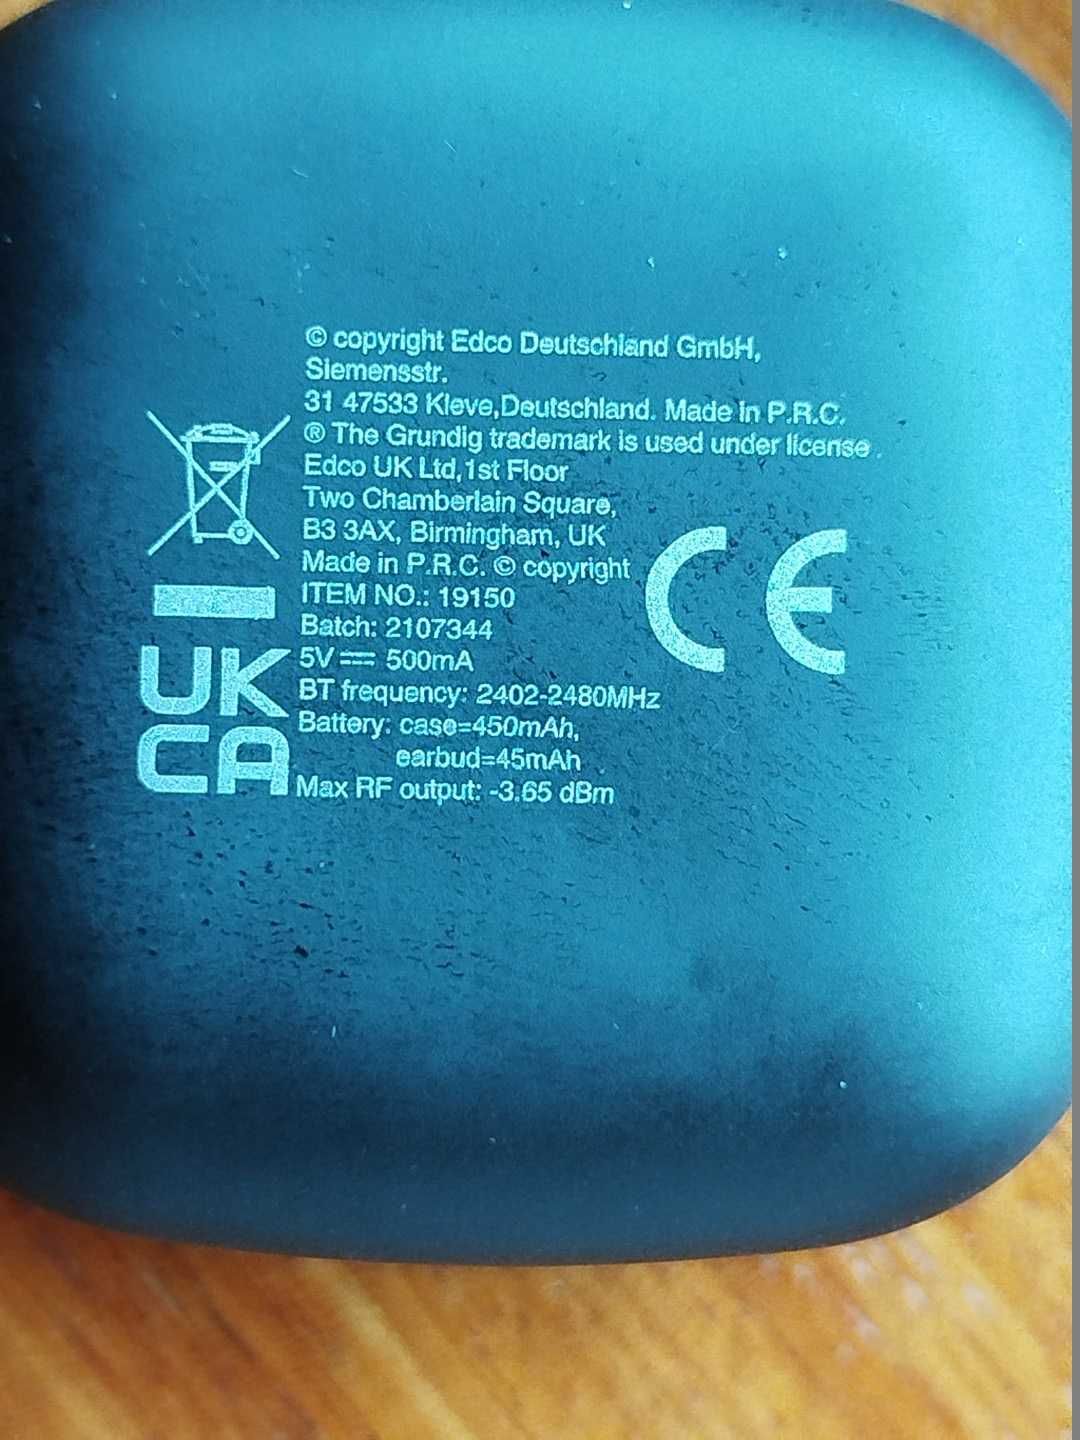 © copyright Edco Deutschland GmbH,
Siemensstr.
31 47533 Kleve,Deutschland. Made in P.R.C.
® The Grundig trademark is used under license.
Edco UK Ltd,1st Floor
Two Chamberlain Square,
B3 3AX, Birmingham, UK
Made in P.R.C. © copyright
ITEM NO.: 19150
Batch: 2107344
5V ⎓ 500mA
BT frequency: 2402-2480MHz
Battery: case=450mAh,
earbud=45mAh
Max RF output: -3.65 dBm
UK
CA
CE